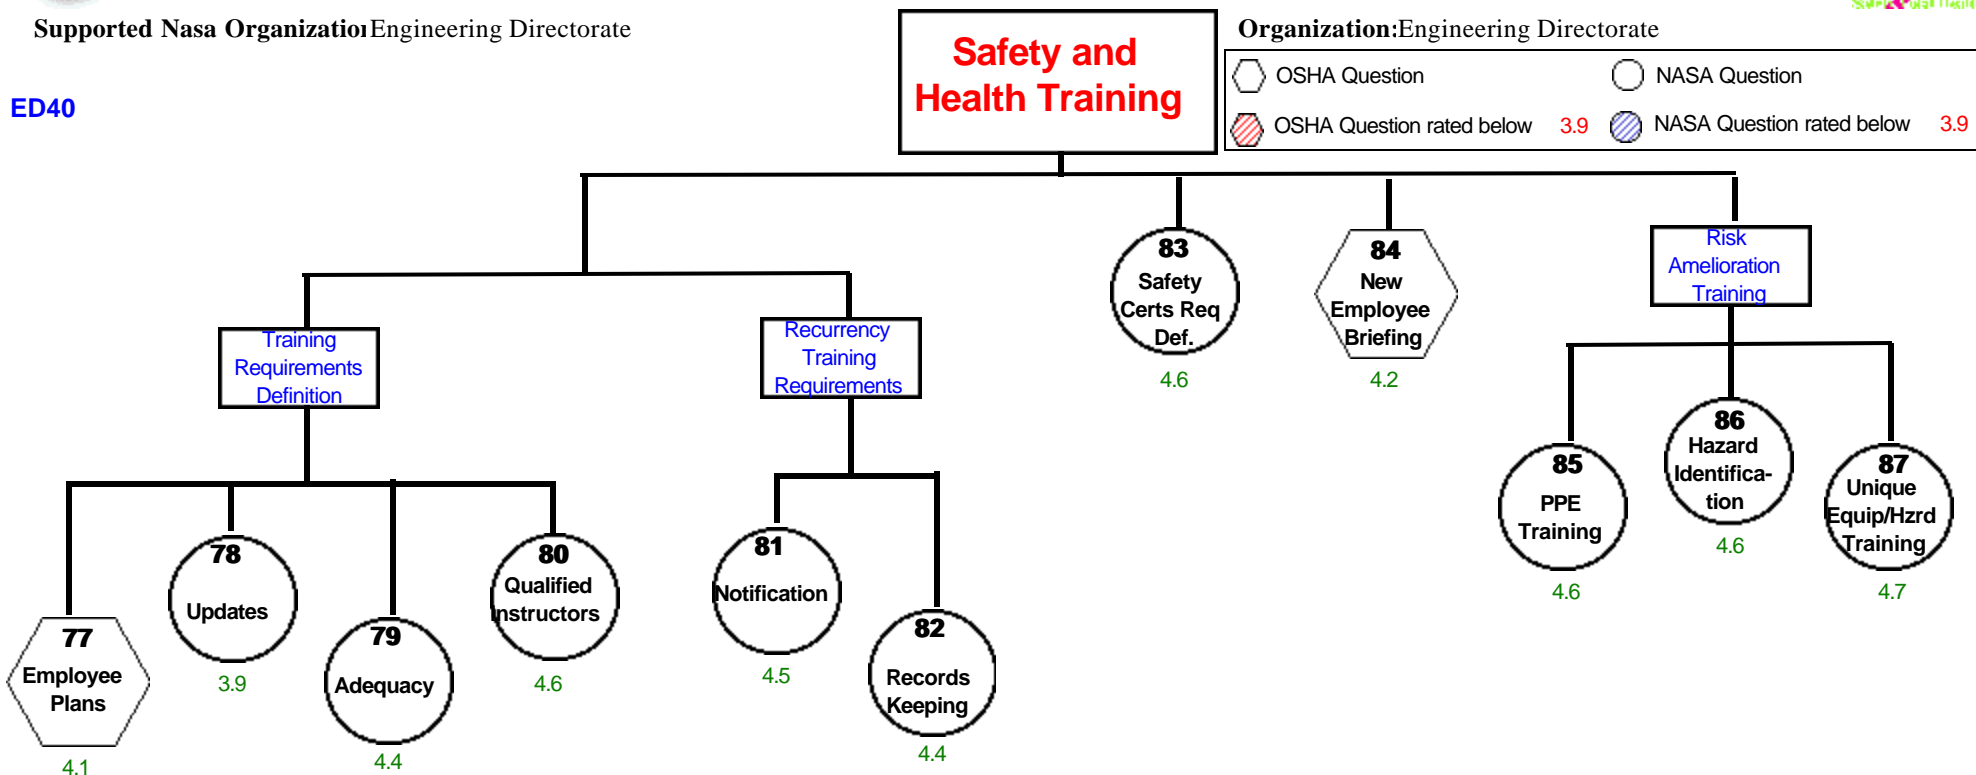 Supported Nasa Organization Engineering Directorate
Safety and
Health Training
Organization:Engineering Directorate
OSHA Question
NASA Question
OSHA Question rated below 3.9
NASA Question rated below 3.9
ED40
83
Safety
Certs Req
Def.
4.6
84
New
Employee
Briefing
4.2
Risk
Amelioration
Training
Training
Requirements
Definition
Recurrency
Training
Requirements
77
Employee
Plans
4.1
78
Updates
3.9
79
Adequacy
4.4
80
Qualified
Instructors
4.6
81
Notification
4.5
82
Records
Keeping
4.4
85
PPE
Training
4.6
86
Hazard
Identifica-
tion
4.6
87
Unique
Equip/Hzrd
Training
4.7